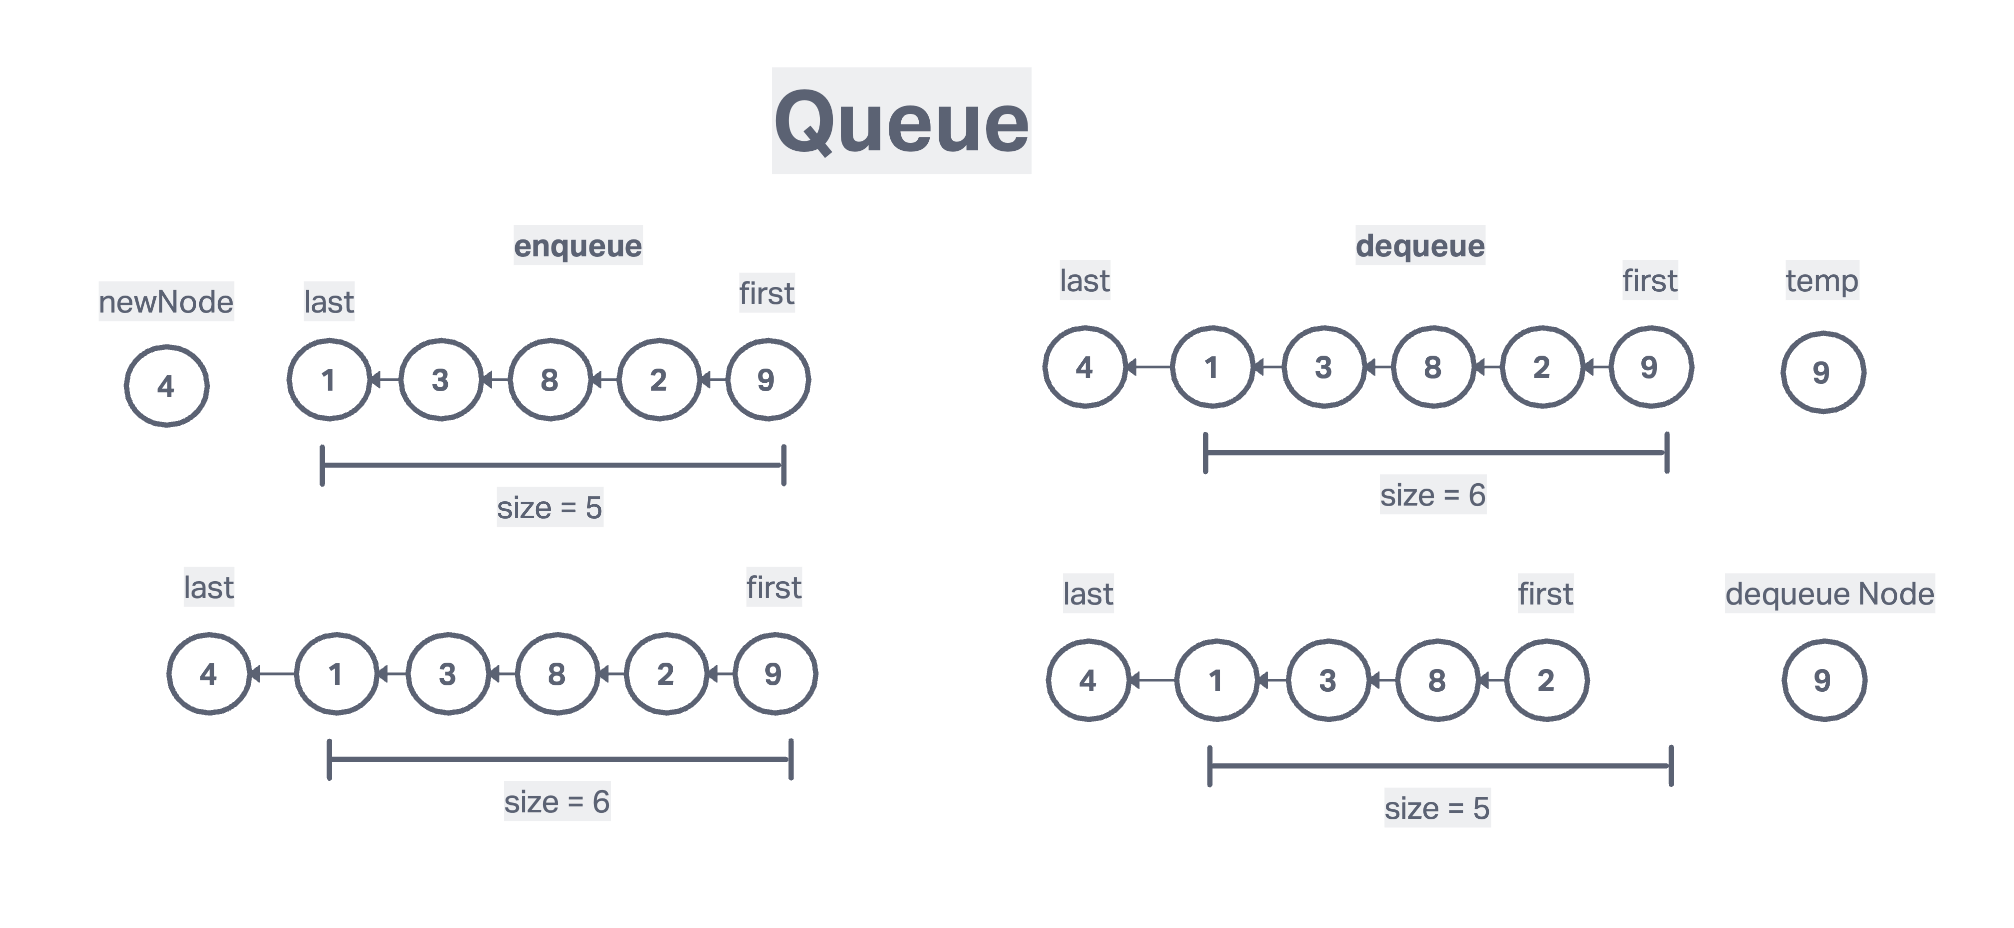 Queue
enqueue
newNode last first
4 1 3 8 2 9
size = 5
last first
4 1 3 8 2 9
size = 6
dequeue
last first temp
4 1 3 8 2 9 9
size = 6
last first dequeue Node
4 1 3 8 2 9
size = 5